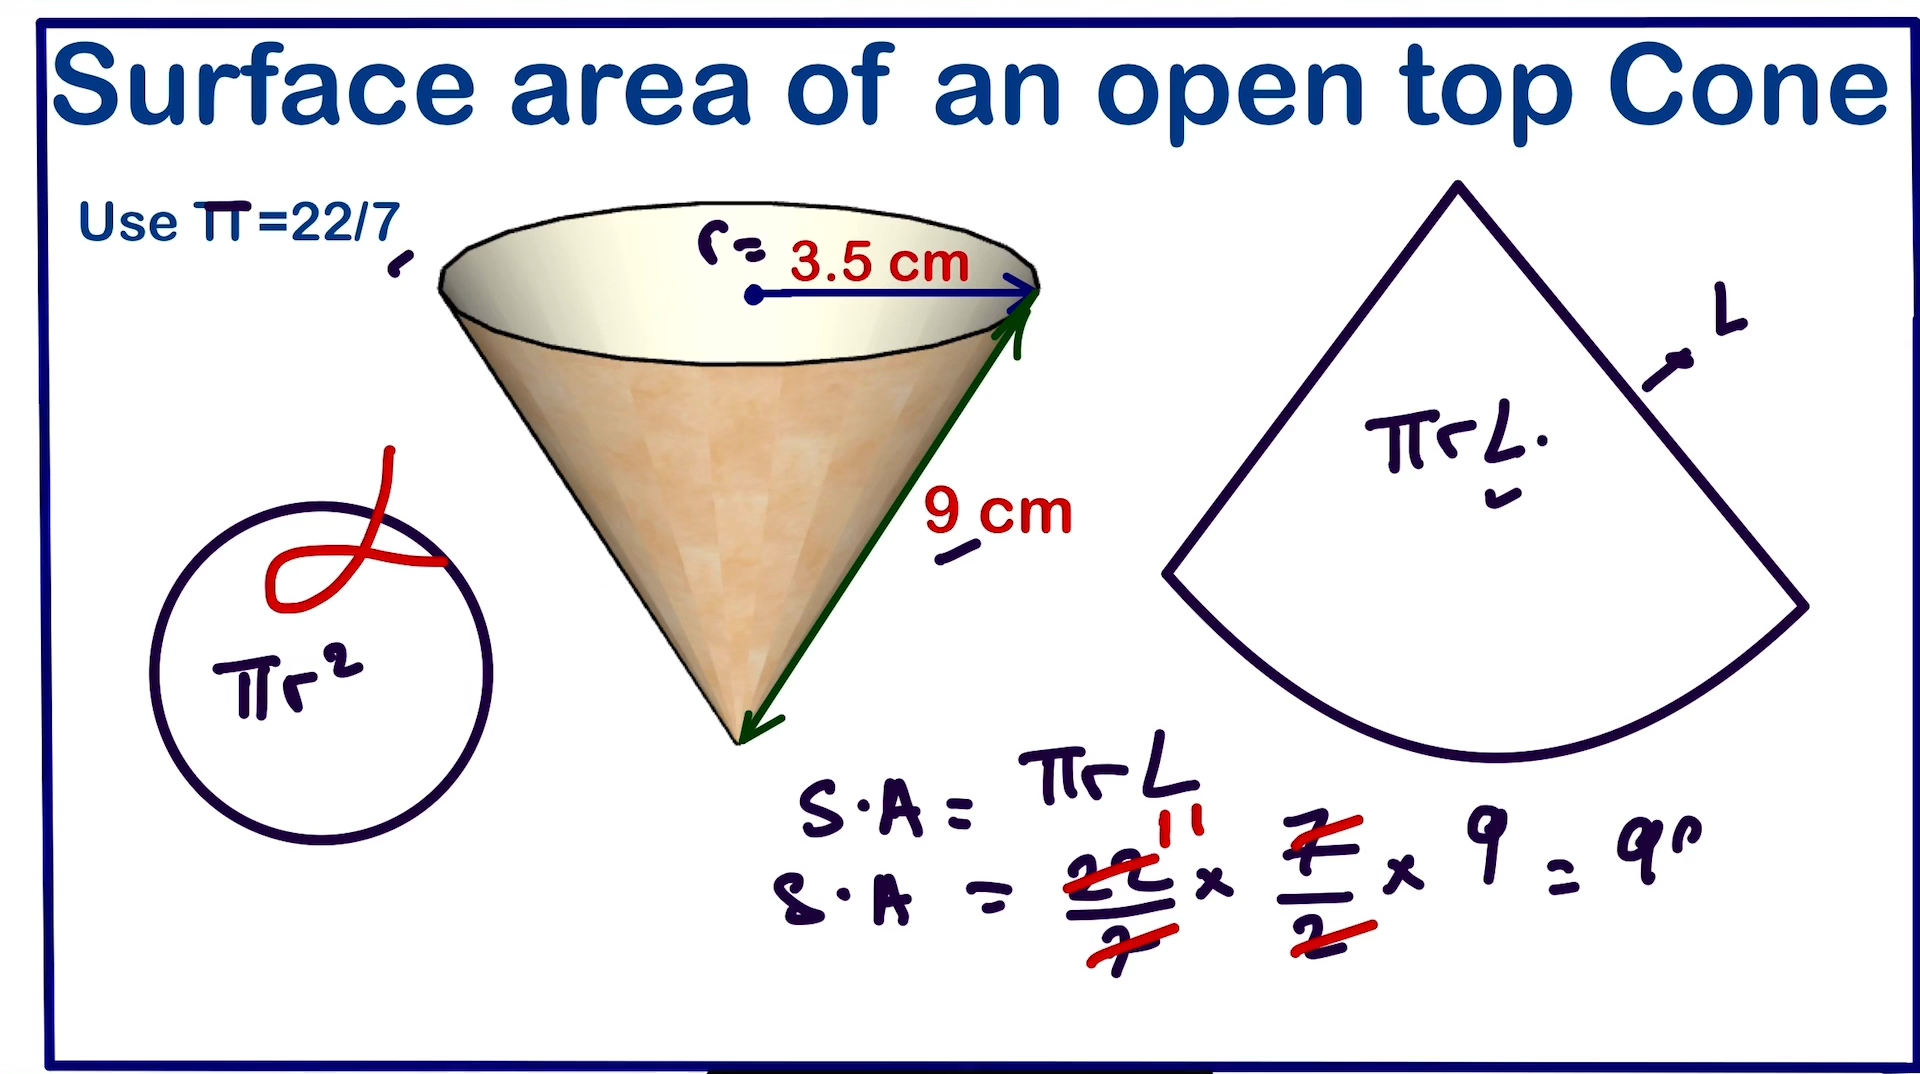 Surface area of an open top Cone
Use π=22/7
r= 3.5 cm
L
πrL.
9 cm
πr²
S.A = πrL
11
S.A = 22/7 × 7/2 × 9 = 99